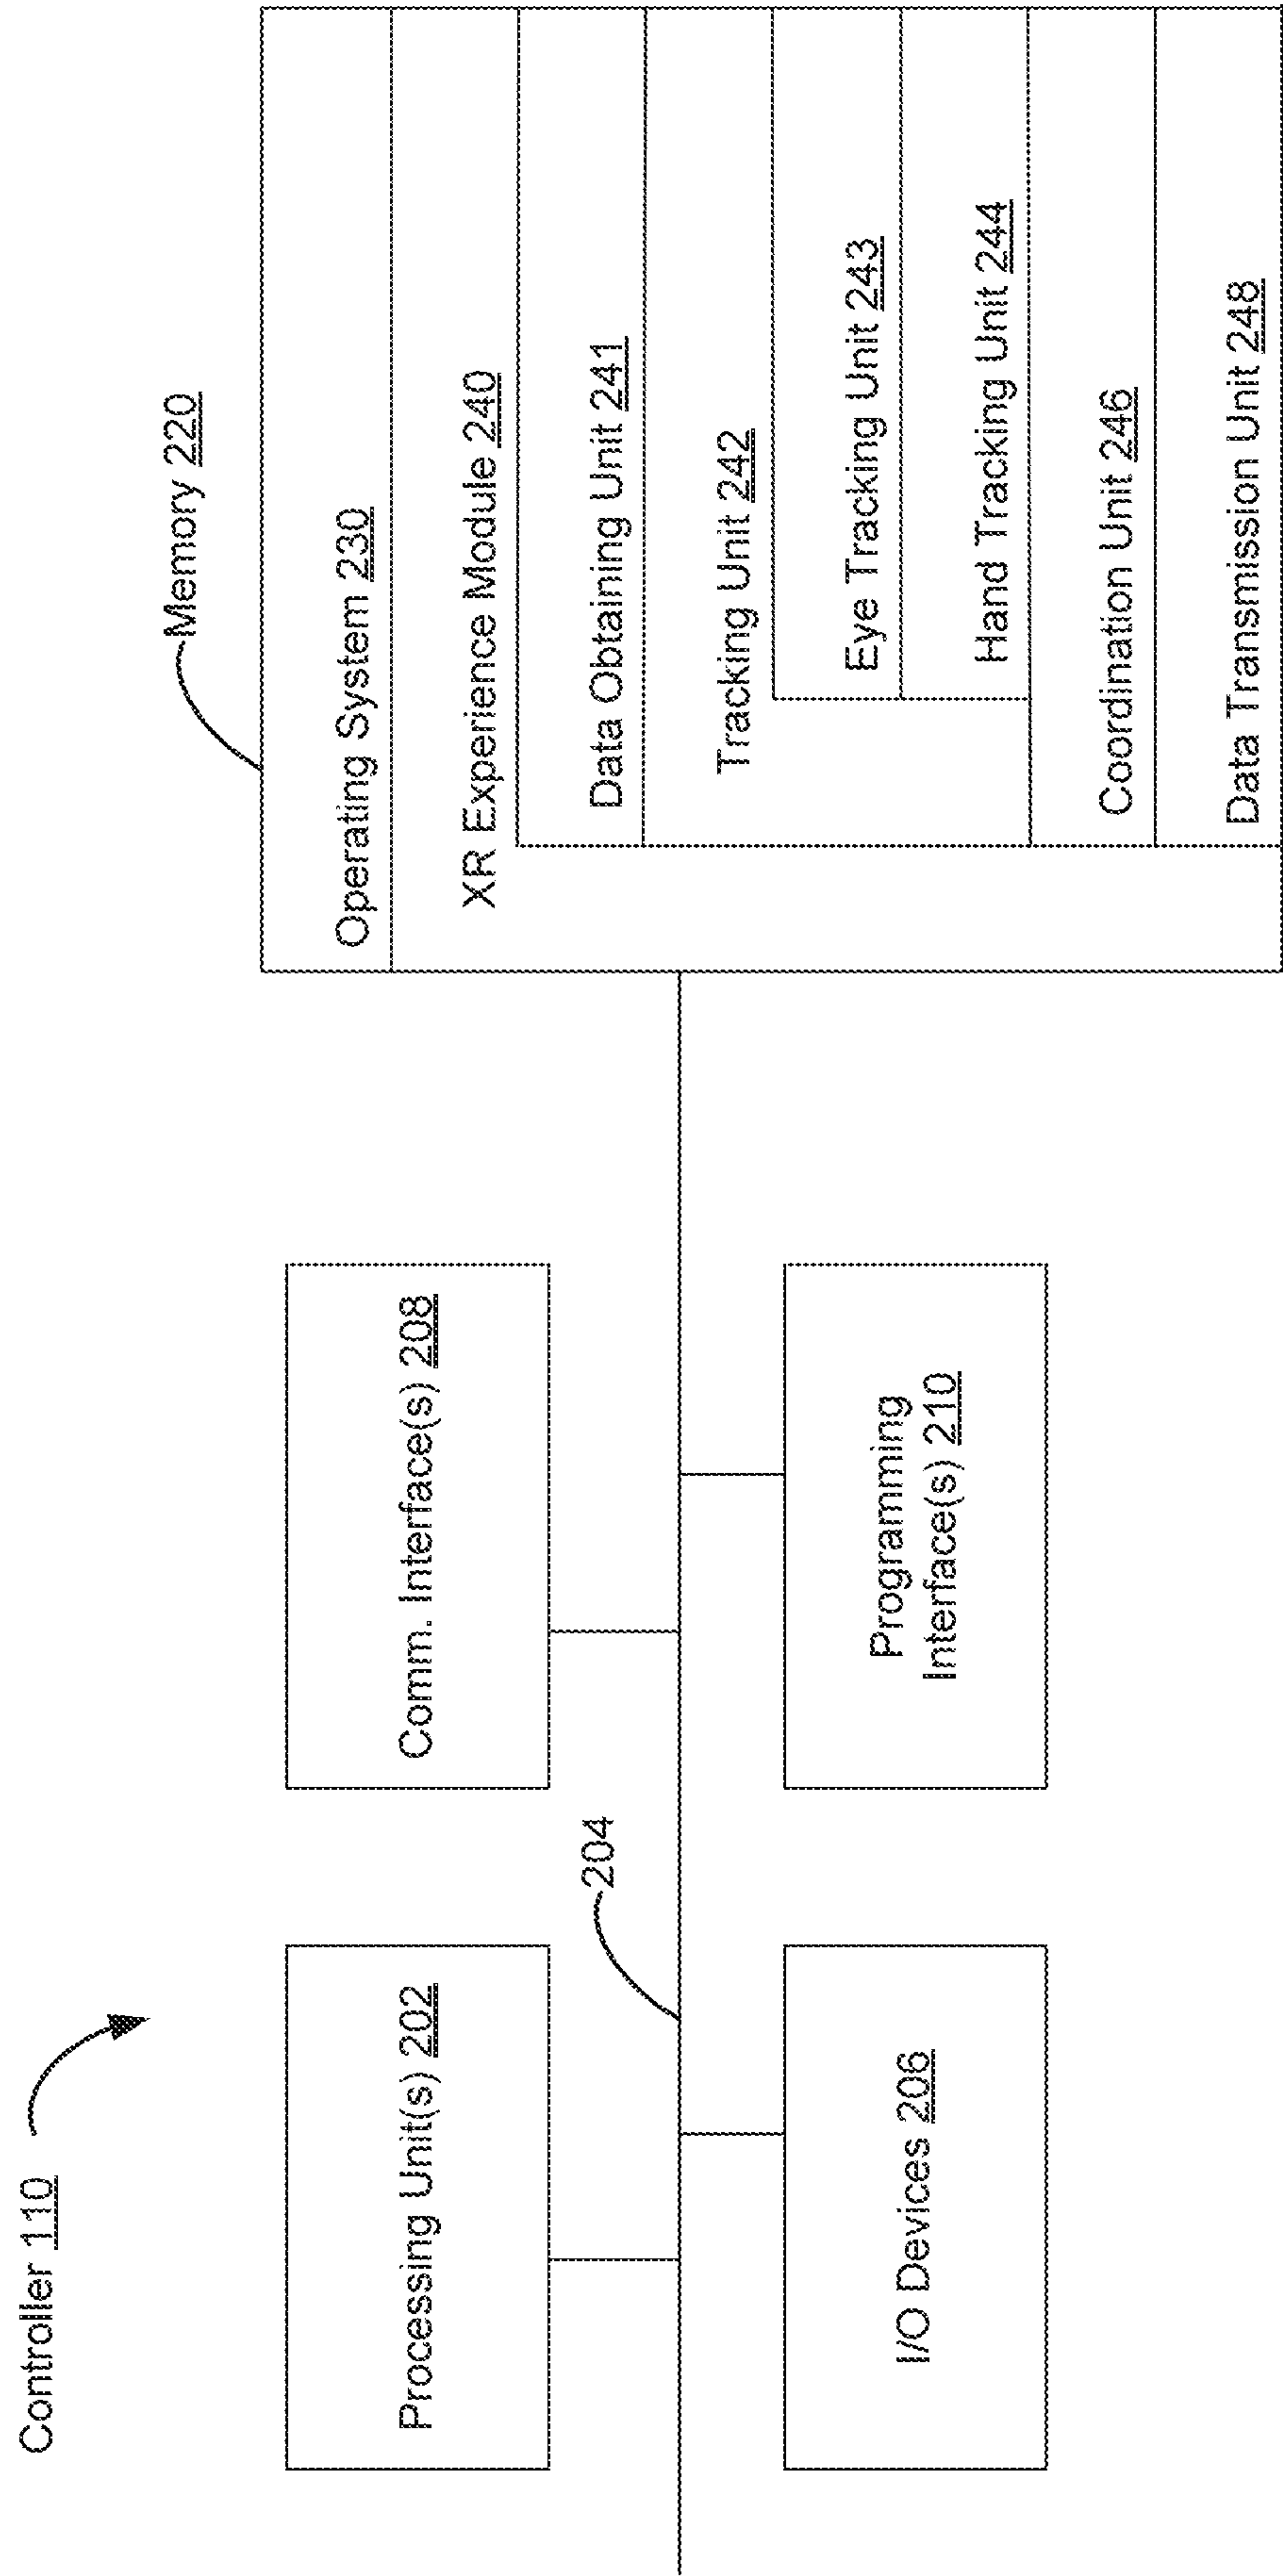 Controller 110
Memory 220
Processing Unit(s) 202
Comm. Interface(s) 208
204
I/O Devices 206
Programming
Interface(s) 210
Operating System 230
XR Experience Module 240
Data Obtaining Unit 241
Tracking Unit 242
Eye Tracking Unit 243
Hand Tracking Unit 244
Coordination Unit 246
Data Transmission Unit 248